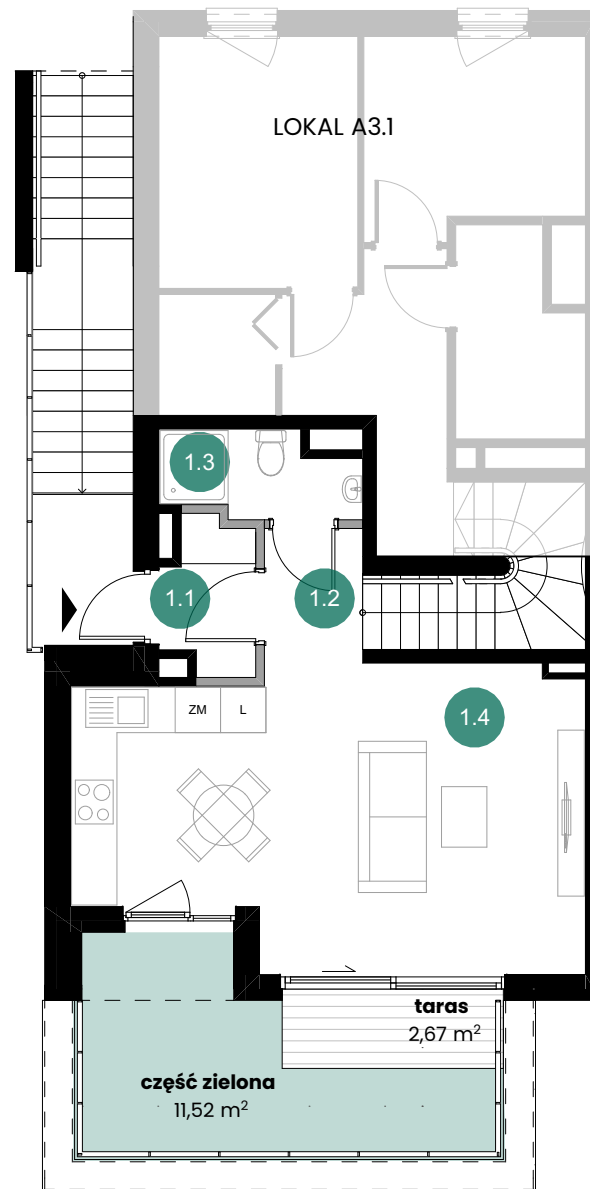 LOKAL A3.1
1.3
1.1
1.2
1.4
ZM
L
taras
2,67 m²
część zielona
11,52 m²